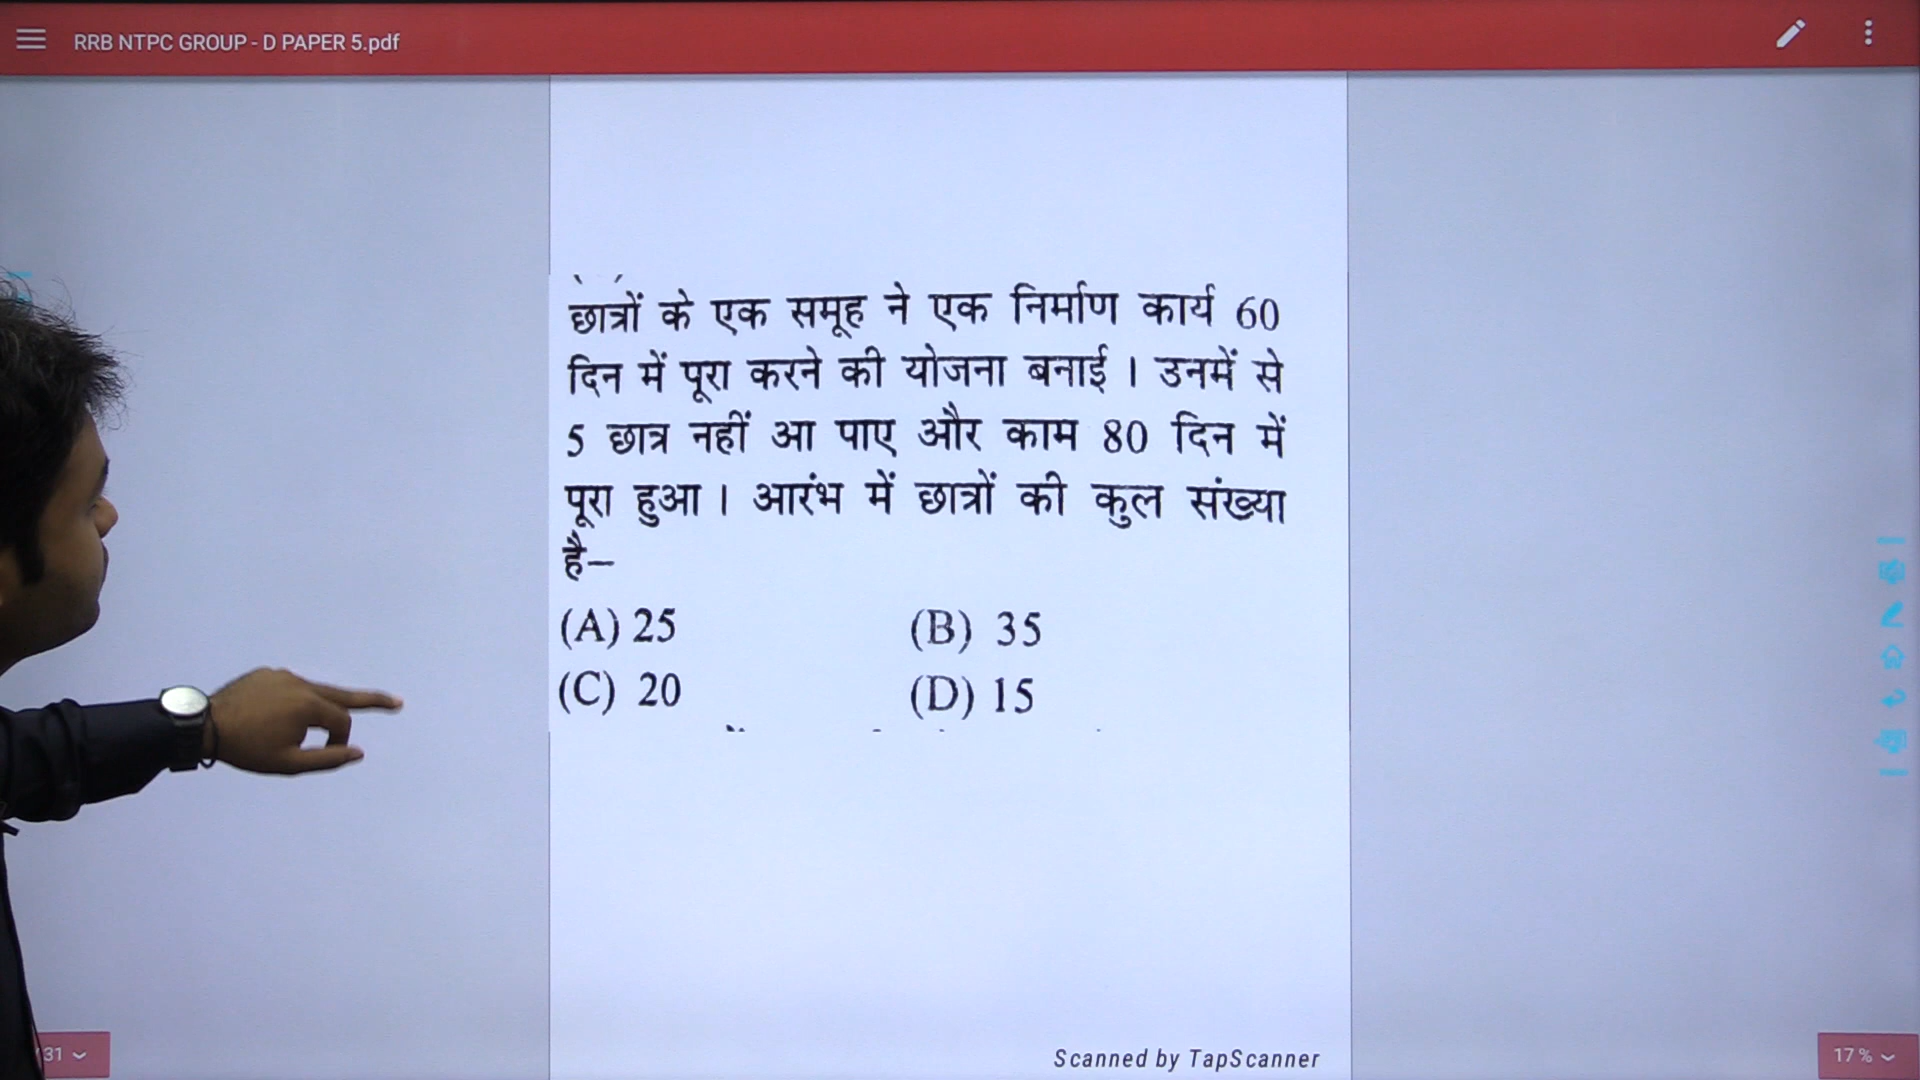 RRB NTPC GROUP - D PAPER 5.pdf
छात्रों के एक समूह ने एक निर्माण कार्य 60
दिन में पूरा करने की योजना बनाई । उनमें से
5 छात्र नहीं आ पाए और काम 80 दिन में
पूरा हुआ । आरंभ में छात्रों की कुल संख्या
है–
(A) 25 (B) 35
(C) 20 (D) 15
Scanned by TapScanner
31
17 %